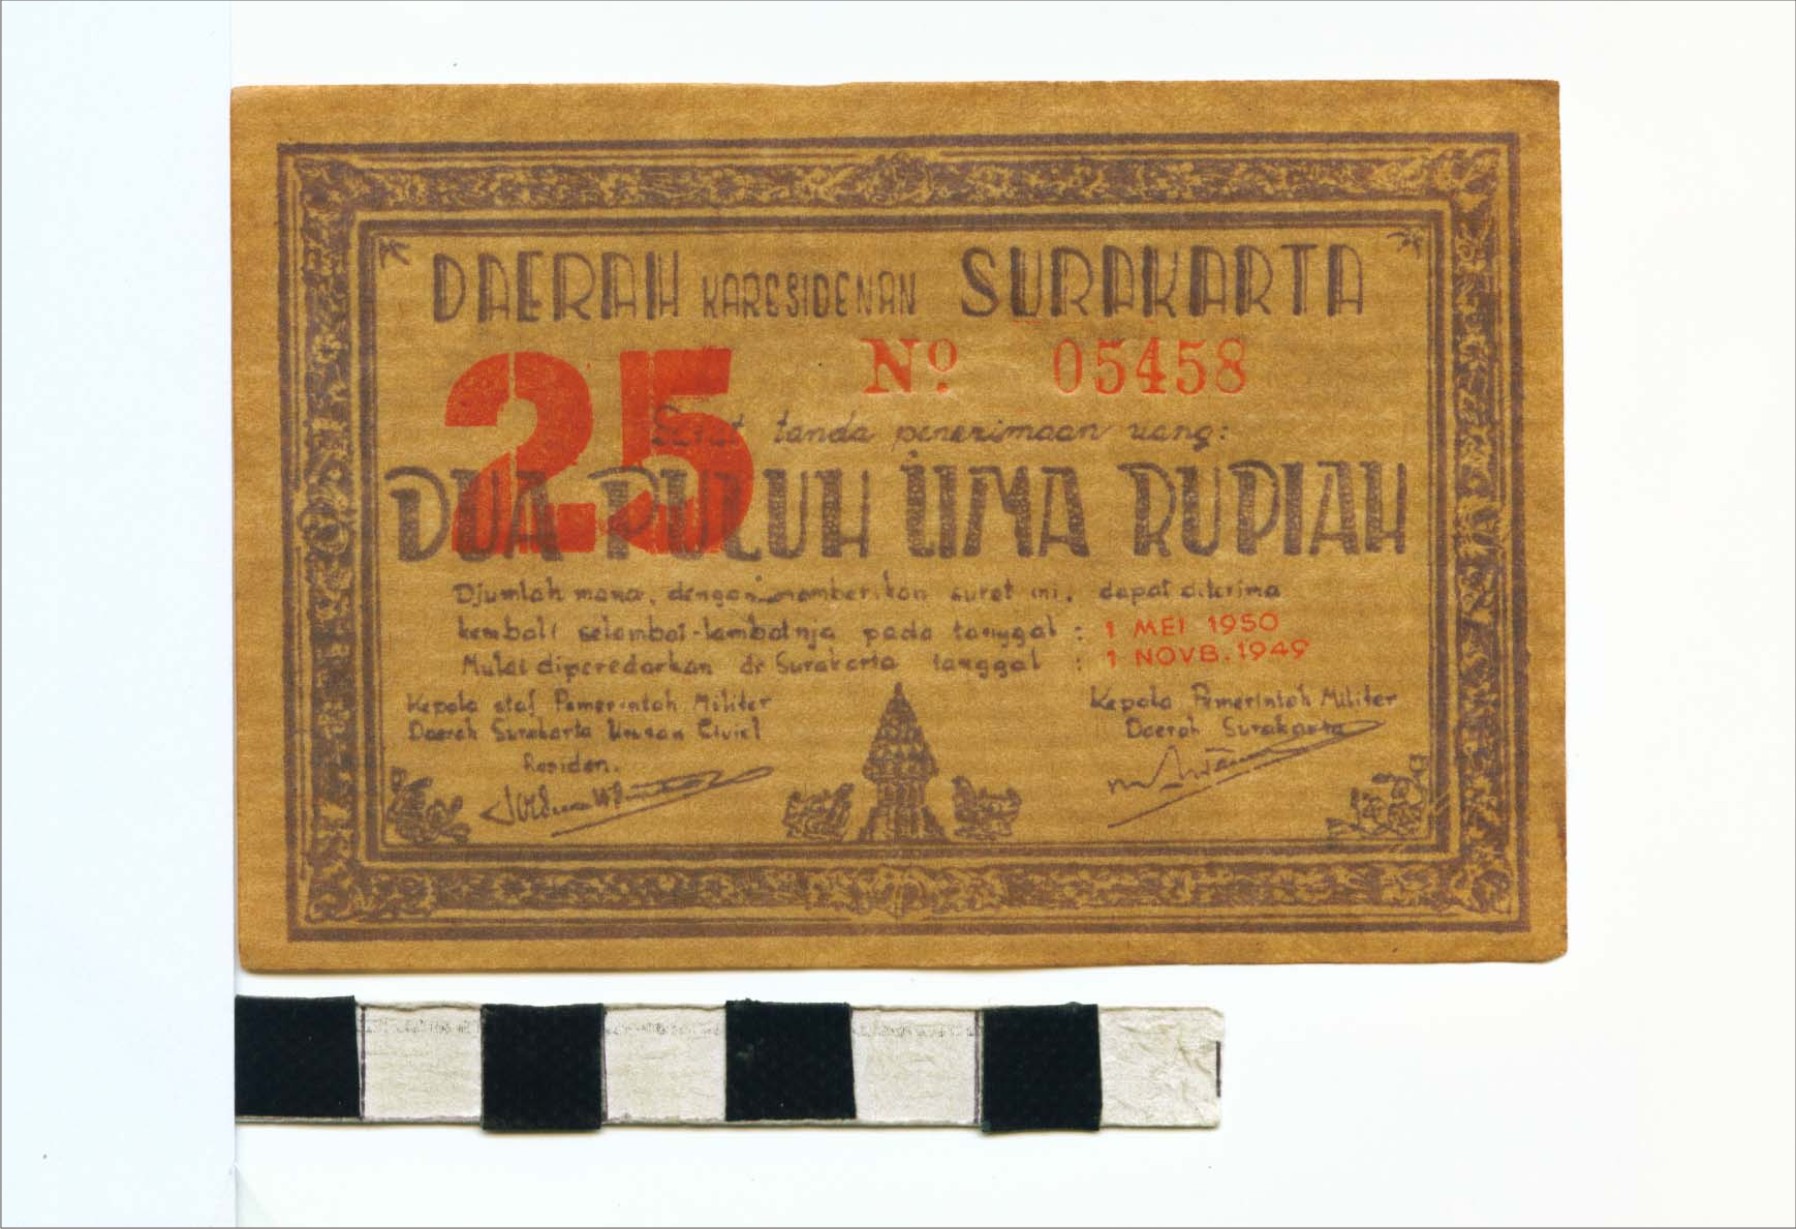 DAERAH KARESIDENAN SURAKARTA
25
Nº 05458
Surat tanda penerimaan uang:
DUA PULUH LIMA RUPIAH
Djumlah mana, dengan memberikan surat ini, dapat diterima
kembali selambat-lambatnja pada tanggal : 1 MEI 1950
Mulai diperedarkan di Surakarta tanggal : 1 NOVB. 1949
Kepala staf Pemerintah Militer
Daerah Surakarta Urusan Civiel
Residen.
Kepala Pemerintah Militer
Daerah Surakarta